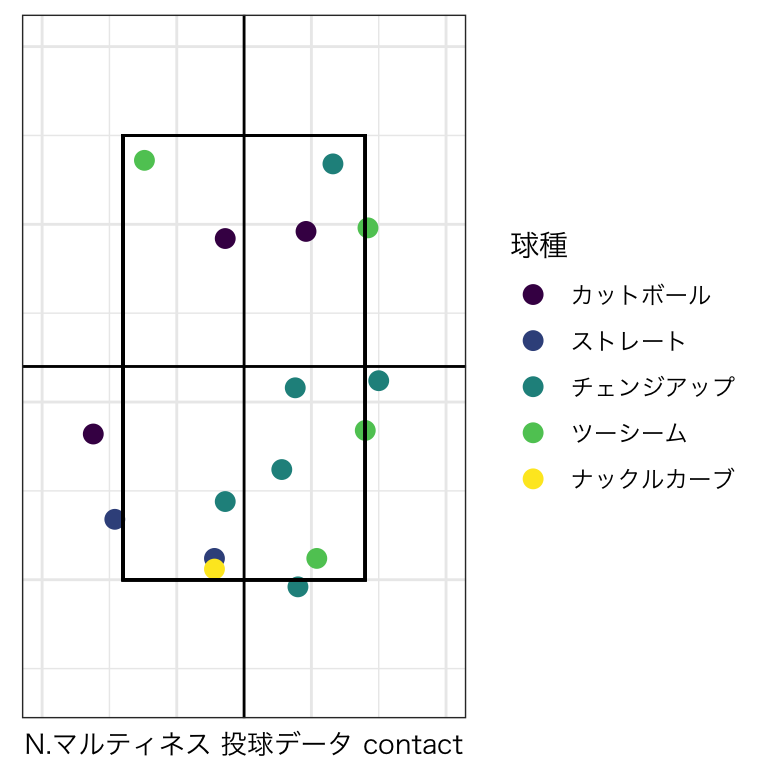 球種
カットボール
ストレート
チェンジアップ
ツーシーム
ナックルカーブ
N.マルティネス 投球データ contact